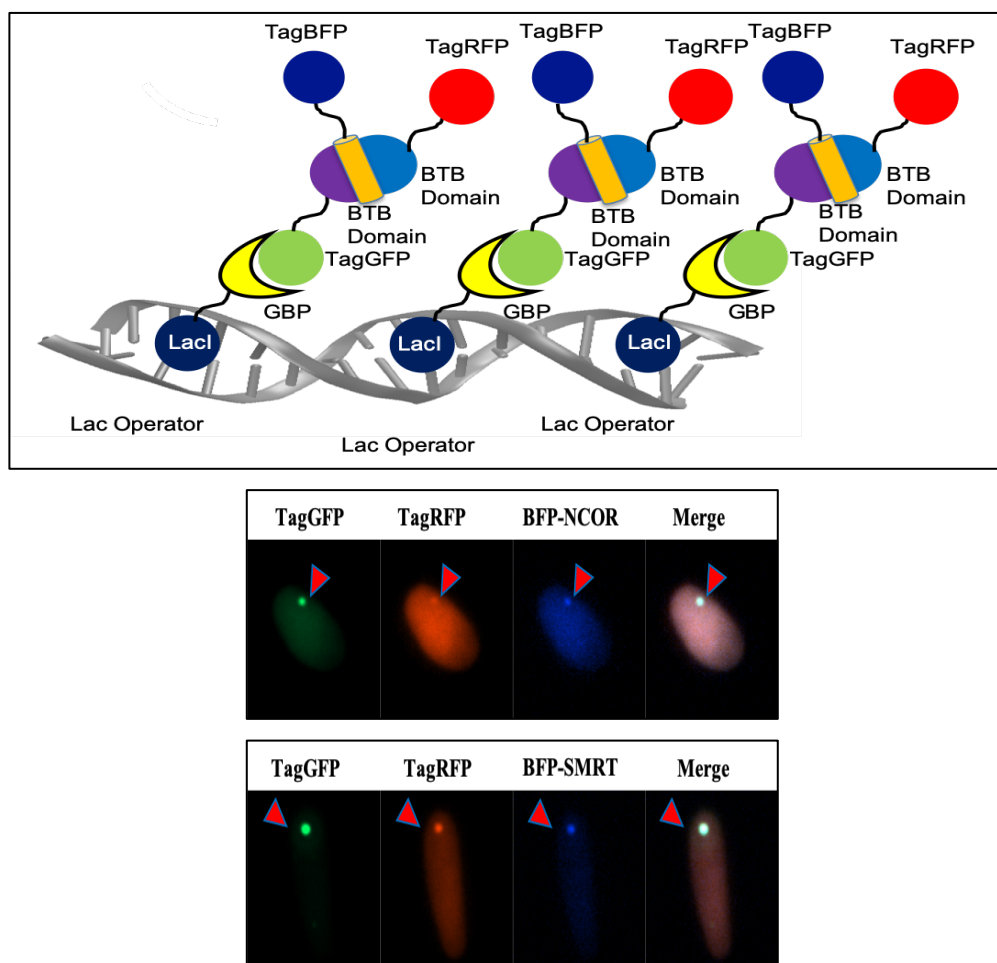 TagBFP
TagRFP
TagBFP
TagRFP
TagBFP
TagRFP
BTB
Domain
BTB
Domain
BTB
Domain
BTB
Domain
BTB
Domain
BTB
Domain
TagGFP
TagGFP
TagGFP
GBP
GBP
GBP
LacI
LacI
LacI
Lac Operator
Lac Operator
Lac Operator
TagGFP TagRFP BFP-NCOR Merge
TagGFP TagRFP BFP-SMRT Merge